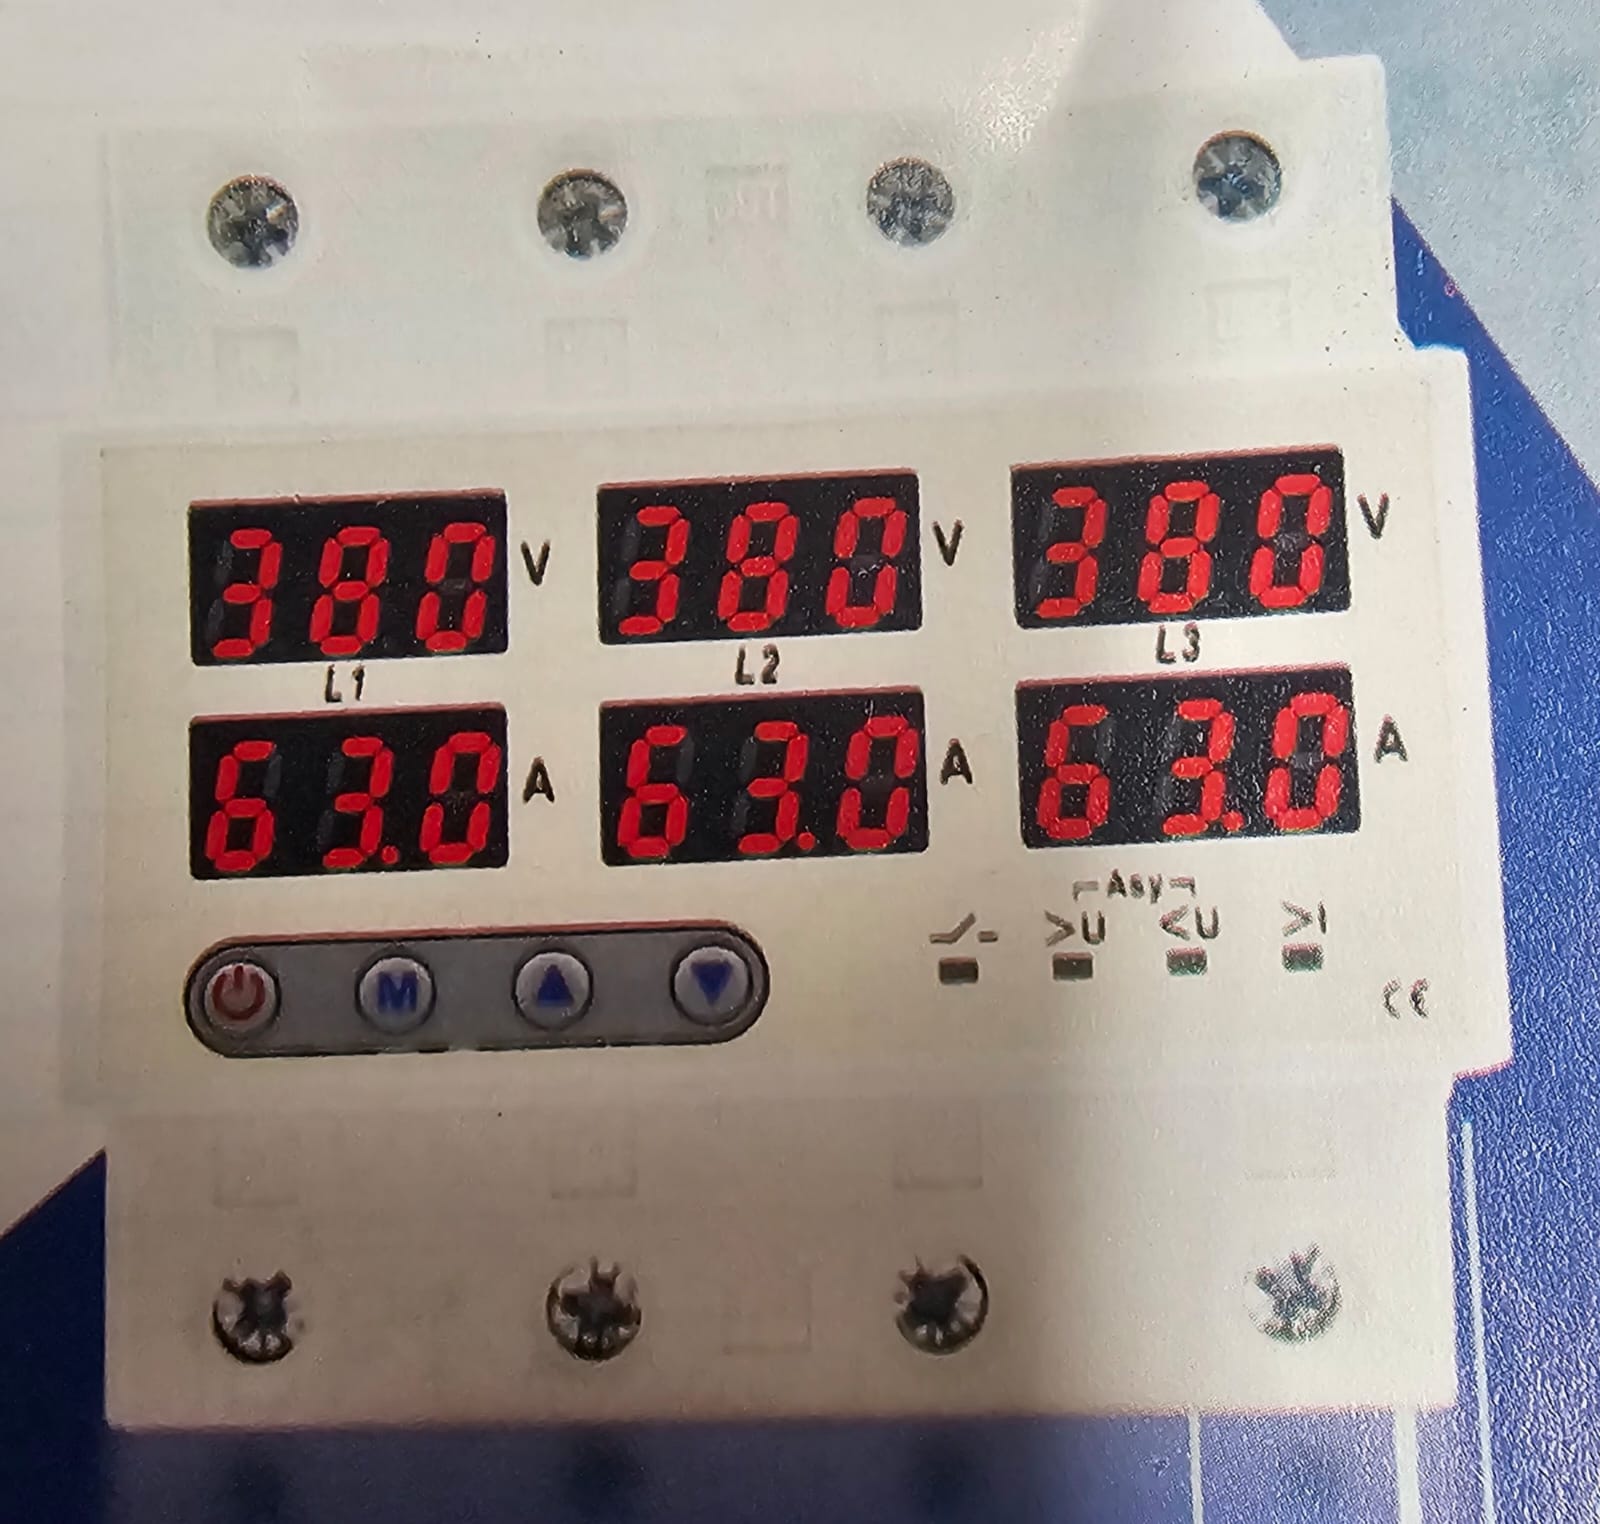 380 V 380 V 380 V
L1 L2 L3
63.0 A 63.0 A 63.0 A
Asy
>U <U >I
M
CE